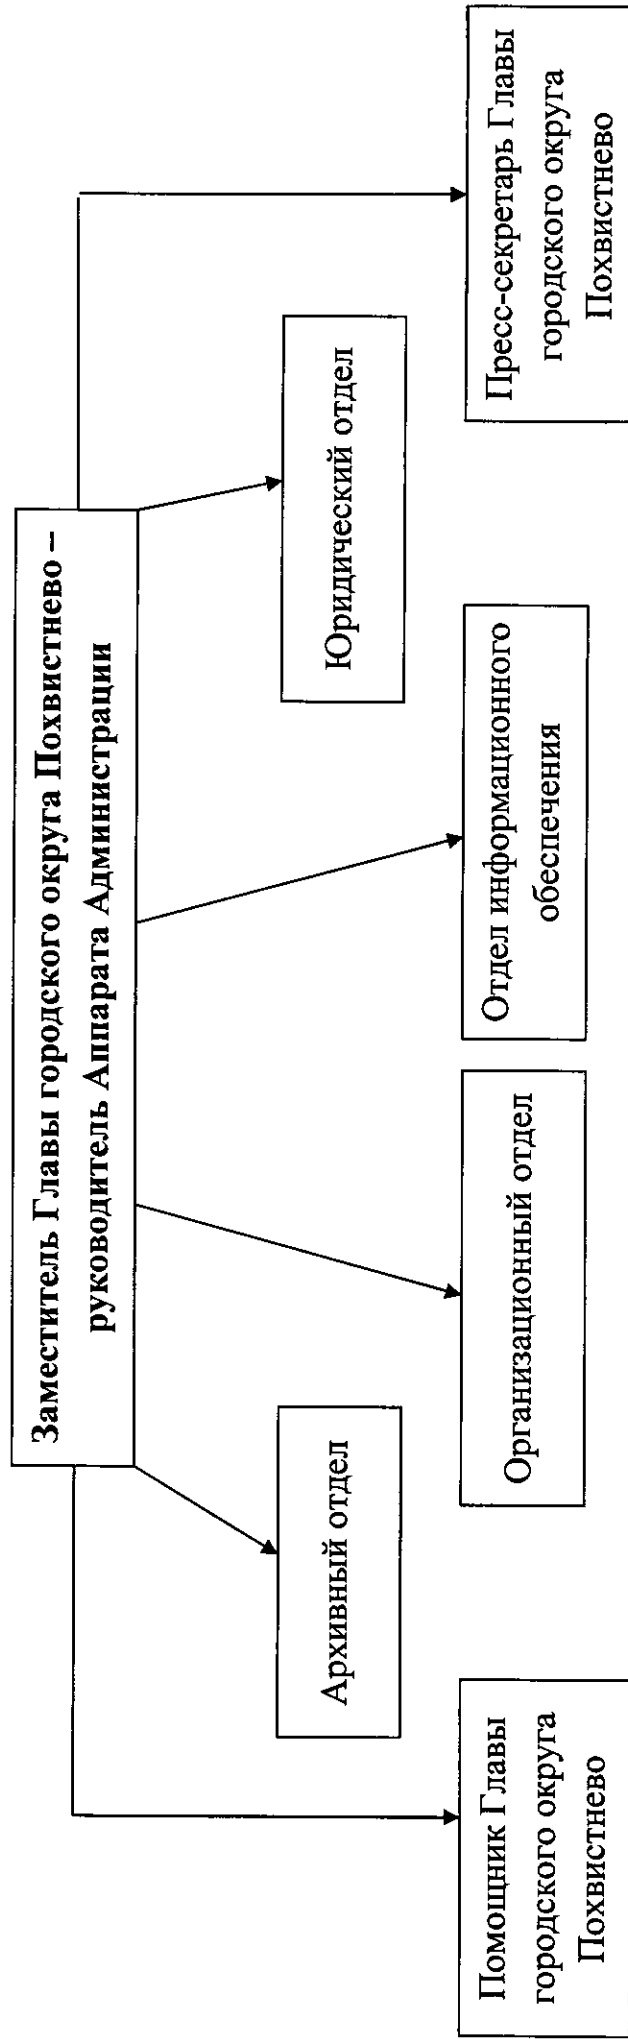 Заместитель Главы городского округа Похвистнево –
руководитель Аппарата Администрации
Архивный отдел
Юридический отдел
Помощник Главы
городского округа
Похвистнево
Организационный отдел
Отдел информационного
обеспечения
Пресс-секретарь Главы
городского округа
Похвистнево